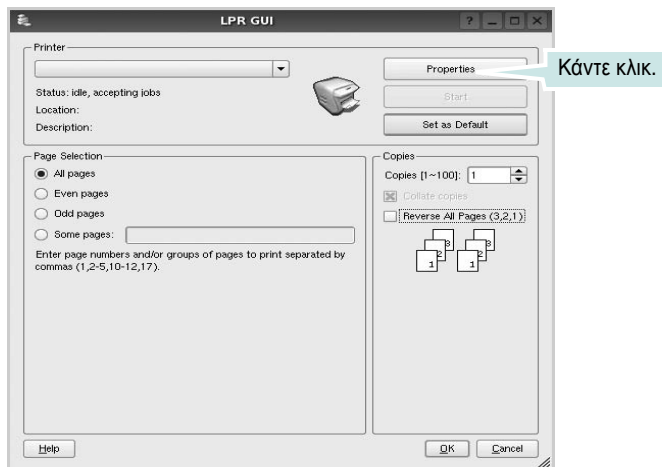 LPR GUI
Printer
Properties
Κάντε κλικ.
Status: idle, accepting jobs
Start
Location:
Description:
Set as Default
Page Selection
All pages
Even pages
Odd pages
Some pages:
Enter page numbers and/or groups of pages to print separated by
commas (1,2-5,10-12,17).
Copies
Copies [1~100]: 1
Collate copies
Reverse All Pages (3,2,1)
3 3
2 2
1 1
Help
OK
Cancel